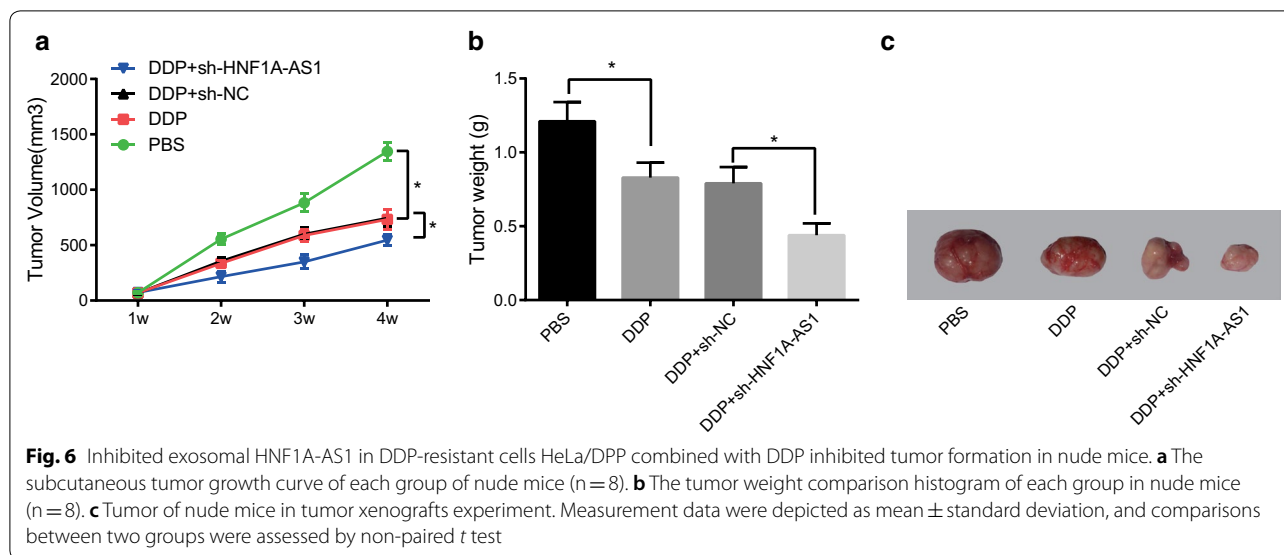 a
DDP+sh-HNF1A-AS1
DDP+sh-NC
DDP
PBS
Tumor Volume(mm3)
2000
1500
1000
500
0
1w 2w 3w 4w
*
*
b
Tumor weight (g)
1.5
1.0
0.5
0.0
*
*
PBS
DDP
DDP+sh-NC
DDP+sh-HNF1A-AS1
c
PBS
DDP
DDP+sh-NC
DDP+sh-HNF1A-AS1
Fig. 6 Inhibited exosomal HNF1A-AS1 in DDP-resistant cells HeLa/DPP combined with DDP inhibited tumor formation in nude mice. a The
subcutaneous tumor growth curve of each group of nude mice (n = 8). b The tumor weight comparison histogram of each group in nude mice
(n = 8). c Tumor of nude mice in tumor xenografts experiment. Measurement data were depicted as mean ± standard deviation, and comparisons
between two groups were assessed by non-paired t test